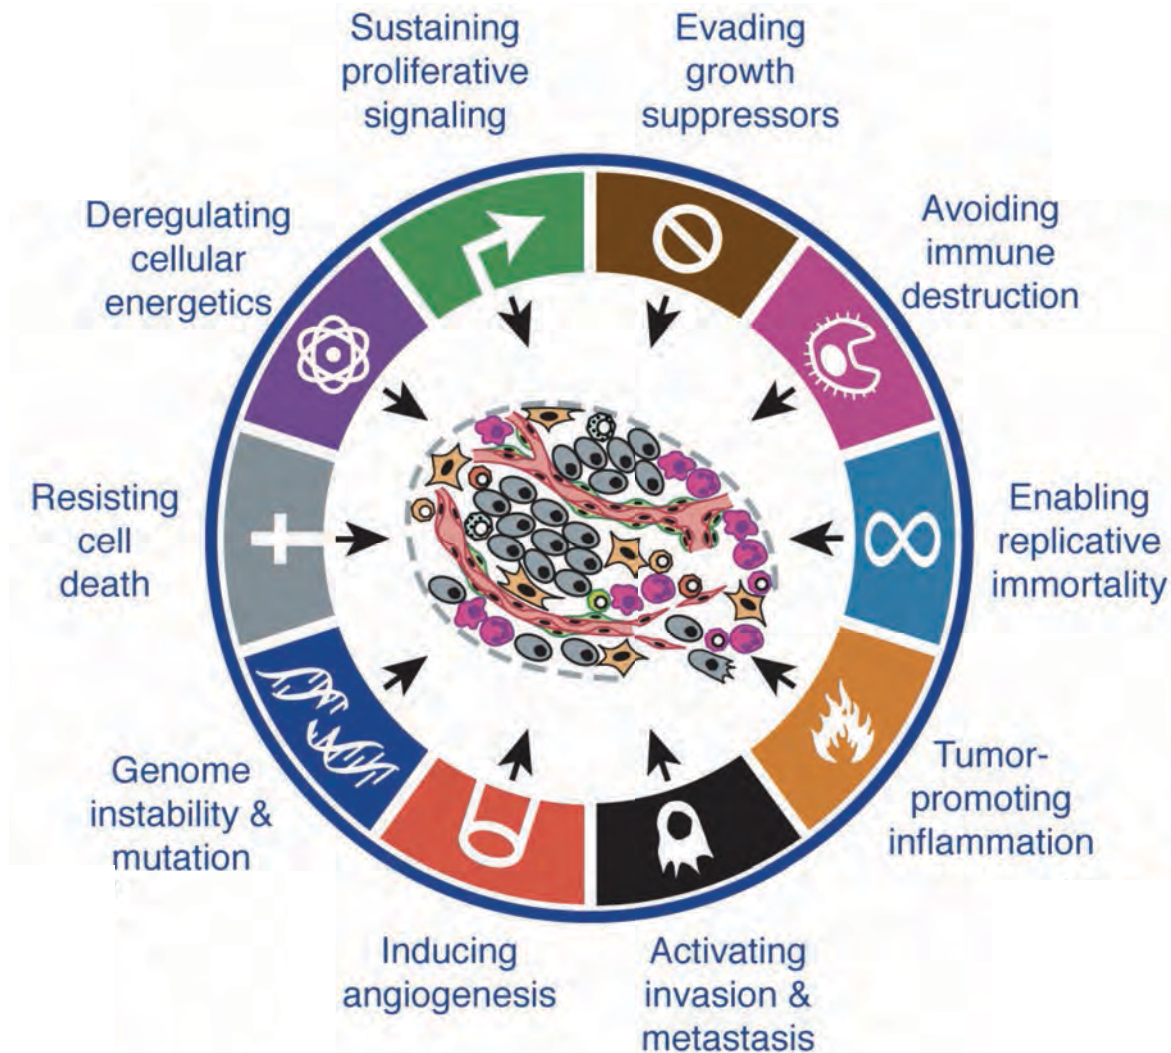 Sustaining
proliferative
signaling
Evading
growth
suppressors
Avoiding
immune
destruction
Enabling
replicative
immortality
Tumor-
promoting
inflammation
Activating
invasion &
metastasis
Inducing
angiogenesis
Genome
instability &
mutation
Resisting
cell
death
Deregulating
cellular
energetics